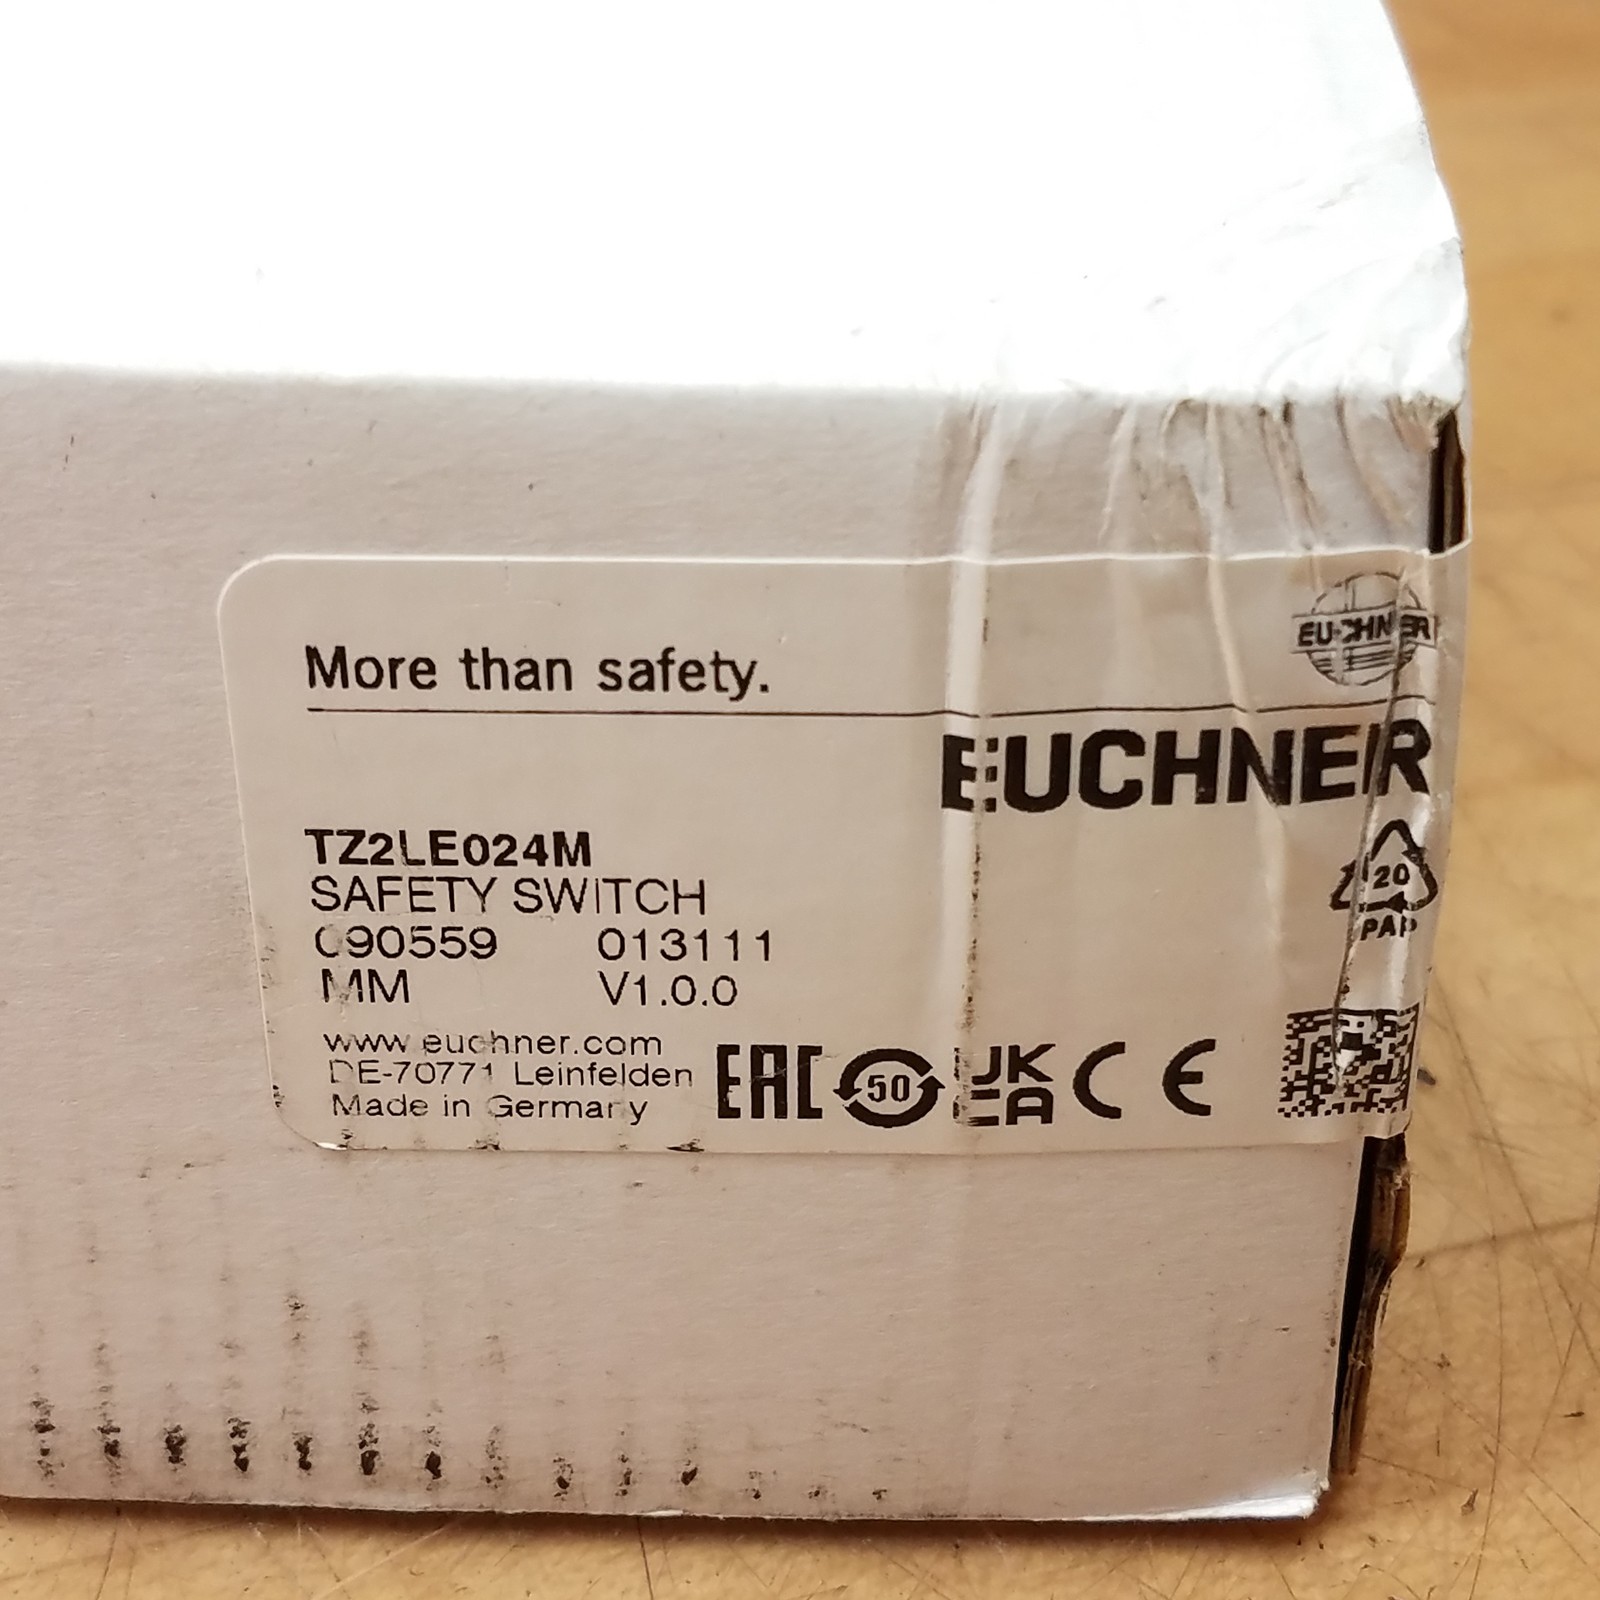 More than safety.
EUCHNER
EUCHNER
TZ2LE024M
SAFETY SWITCH
090559 013111
MM V1.0.0
20
PAP
www.euchner.com
DE-70771 Leinfelden
Made in Germany
EAC 50 UK CA CE